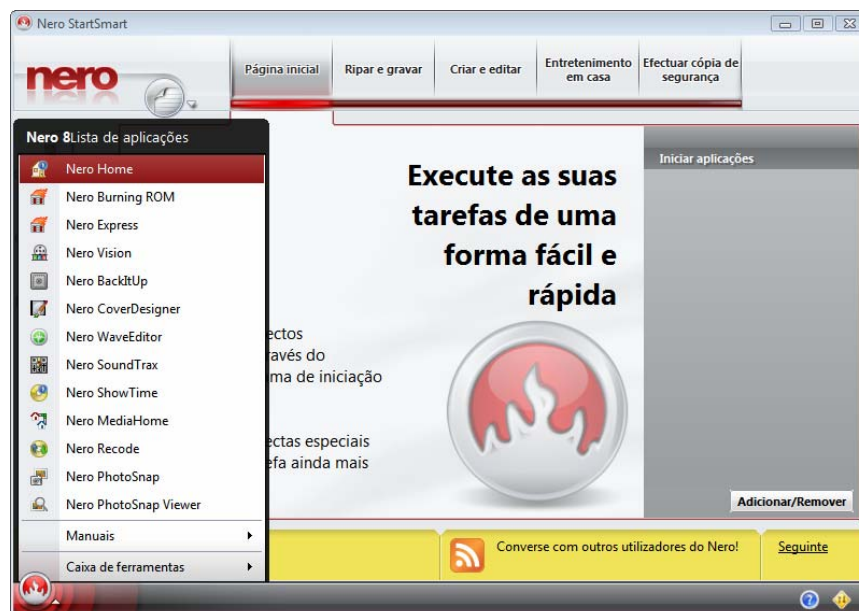 Nero StartSmart
nero
Página inicial
Ripar e gravar
Criar e editar
Entretenimento
em casa
Efectuar cópia de
segurança
Nero 8Lista de aplicações
Nero Home
Nero Burning ROM
Nero Express
Nero Vision
Nero BackItUp
Nero CoverDesigner
Nero WaveEditor
Nero SoundTrax
Nero ShowTime
Nero MediaHome
Nero Recode
Nero PhotoSnap
Nero PhotoSnap Viewer
Manuais
Caixa de ferramentas
Execute as suas
tarefas de uma
forma fácil e
rápida
ectos
ravés do
ma de iniciação
ectas especiais
efa ainda mais
Iniciar aplicações
Adicionar/Remover
Converse com outros utilizadores do Nero!
Seguinte